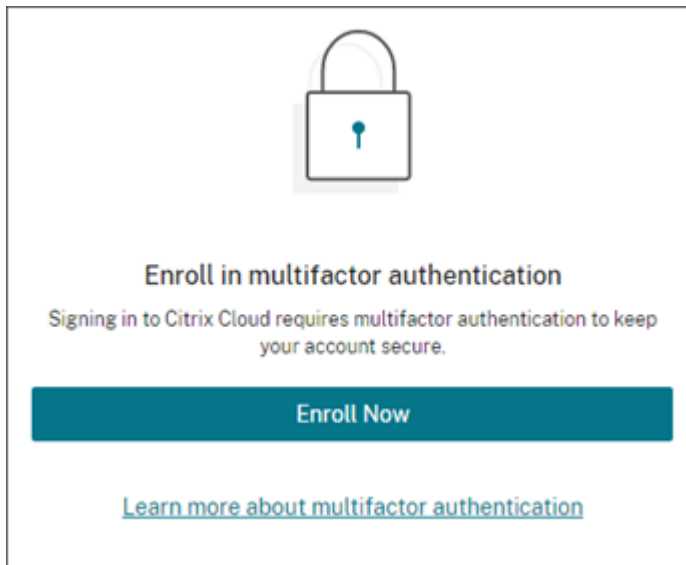 Enroll in multifactor authentication
Signing in to Citrix Cloud requires multifactor authentication to keep
your account secure.
Enroll Now
Learn more about multifactor authentication